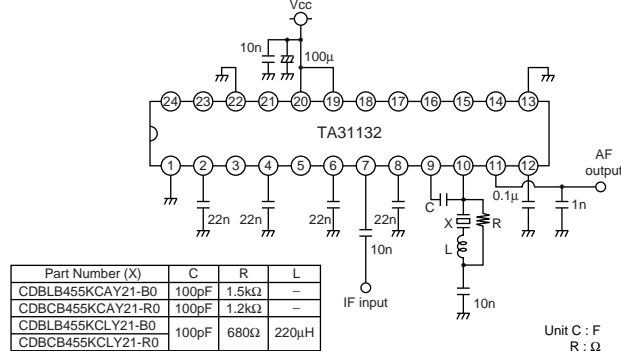 Vcc
10n
100μ
24 23 22 21 20 19 18 17 16 15 14 13
TA31132
1 2 3 4 5 6 7 8 9 10 11 12
AF
output
0.1μ
1n
22n
22n
22n
22n
C
X
R
L
10n
10n
IF input
Part Number (X) C R L
CDBLB455KCAY21-B0 100pF 1.5kΩ –
CDBCB455KCAY21-R0 100pF 1.2kΩ –
CDBLB455KCLY21-B0 100pF 680Ω 220μH
CDBCB455KCLY21-R0
Unit C : F
R : Ω